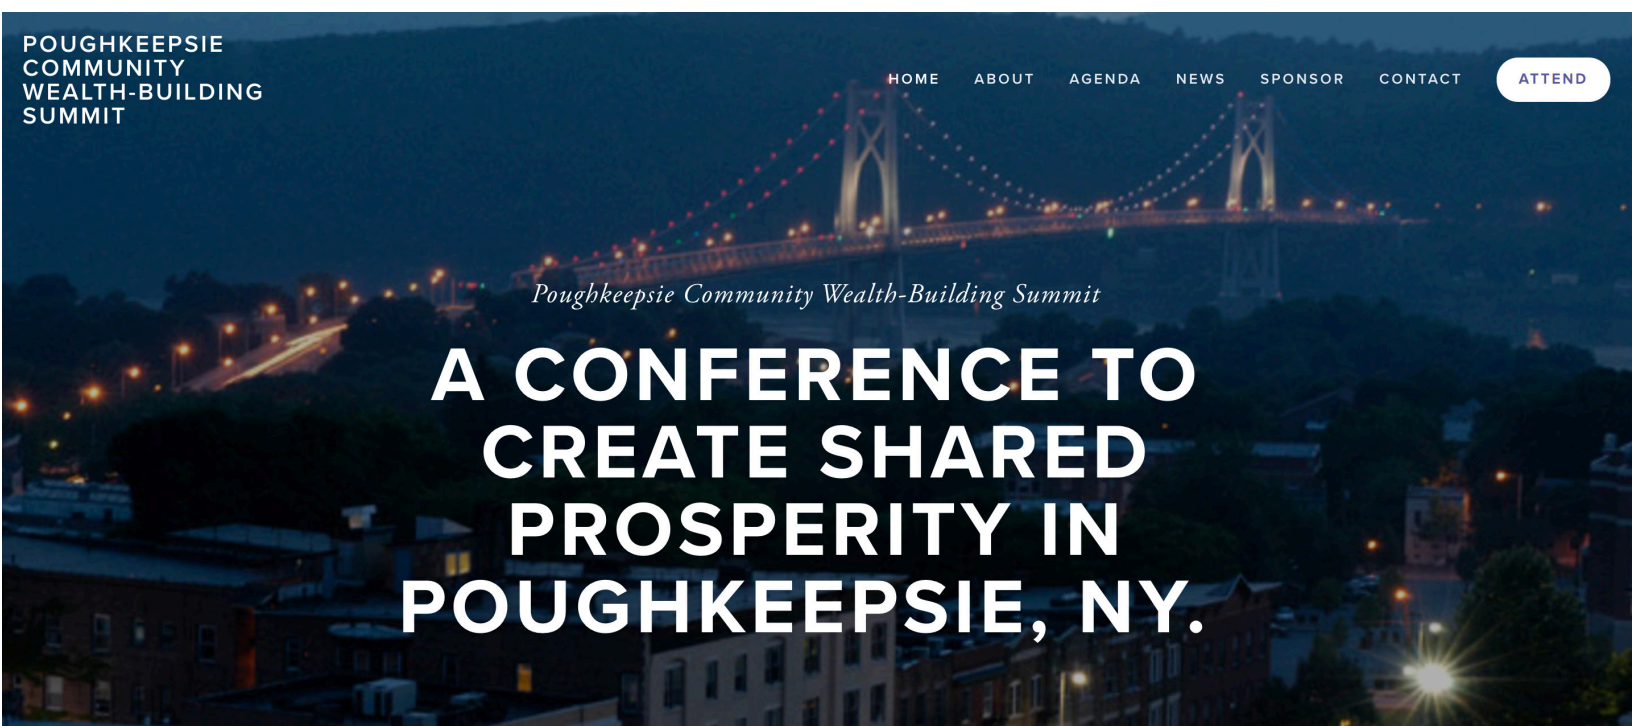 POUGHKEEPSIE
COMMUNITY
WEALTH-BUILDING
SUMMIT
HOME ABOUT AGENDA NEWS SPONSOR CONTACT ATTEND
Poughkeepsie Community Wealth-Building Summit
A CONFERENCE TO
CREATE SHARED
PROSPERITY IN
POUGHKEEPSIE, NY.